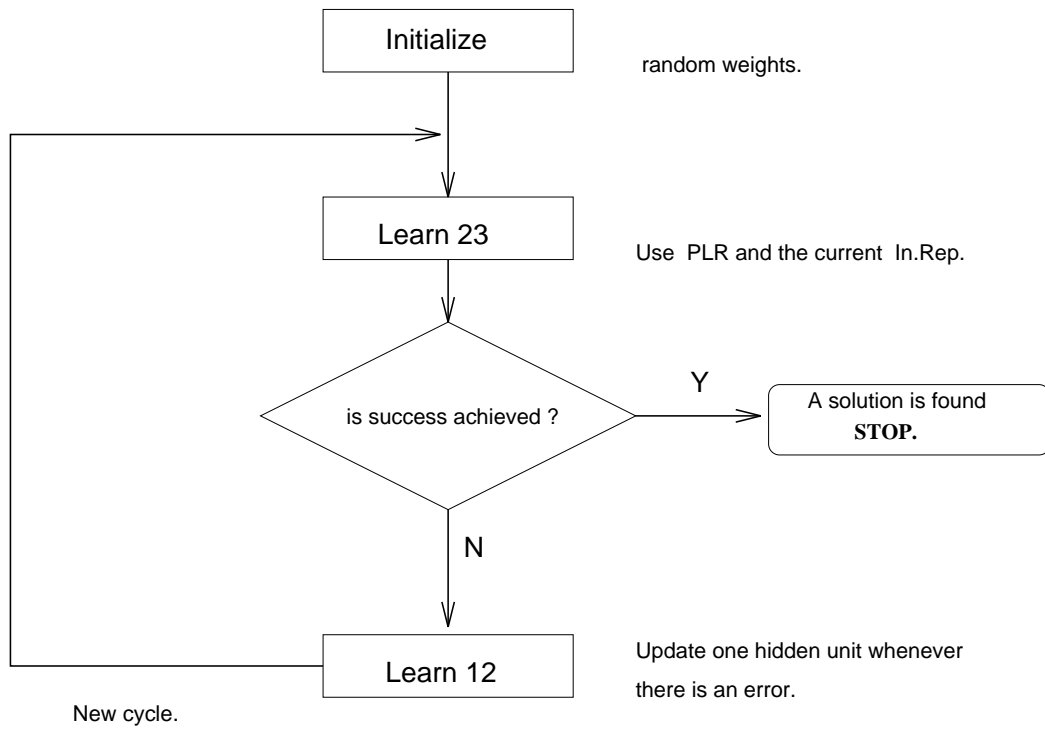 Initialize
random weights.
Learn 23
Use PLR and the current In.Rep.
is success achieved ?
Y
A solution is found
STOP.
N
Learn 12
Update one hidden unit whenever
there is an error.
New cycle.